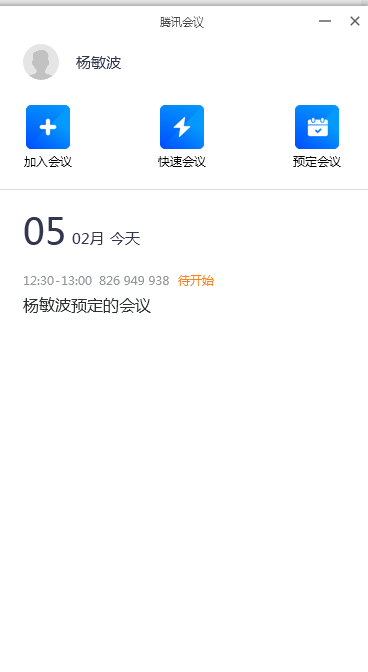 腾讯会议
杨敏波
加入会议 快速会议 预定会议
05 02月 今天
12:30-13:00 826 949 938 待开始
杨敏波预定的会议